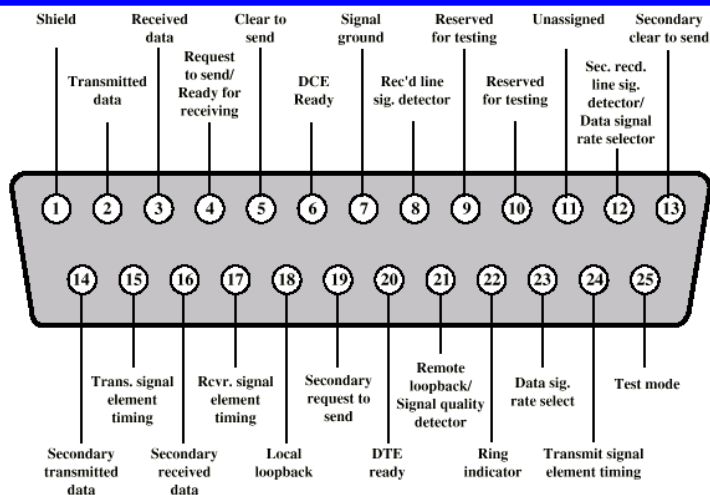 Shield
Received
data
Clear to
send
Signal
ground
Reserved
for testing
Unassigned
Secondary
clear to send
Transmitted
data
Request
to send/
Ready for
receiving
DCE
Ready
Rec'd line
sig. detector
Reserved
for testing
Sec. recd.
line sig.
detector/
Data signal
rate selector
1 2 3 4 5 6 7 8 9 10 11 12 13
14 15 16 17 18 19 20 21 22 23 24 25
Trans. signal
element
timing
Rcvr. signal
element
timing
Secondary
request to
send
Remote
loopback/
Signal quality
detector
Data sig.
rate select
Test mode
Secondary
transmitted
data
Secondary
received
data
Local
loopback
DTE
ready
Ring
indicator
Transmit signal
element timing